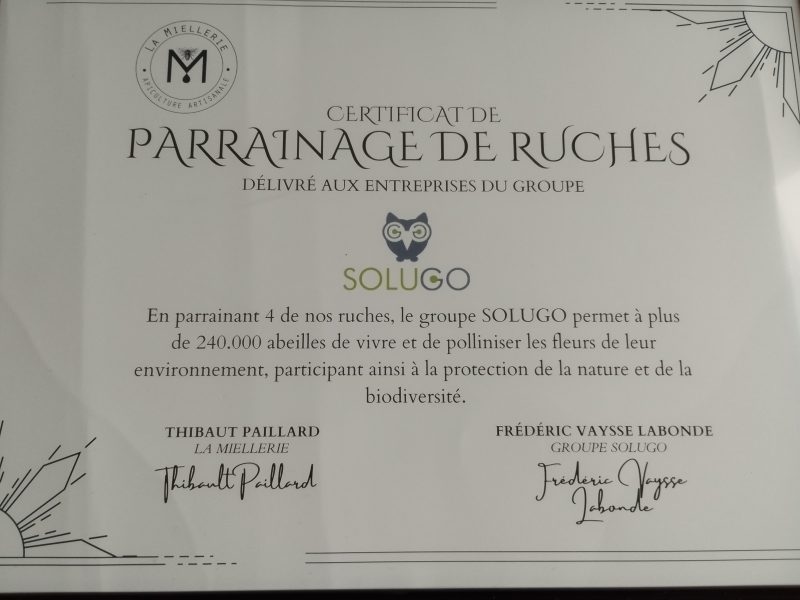 LA MIELLERIE
M
APICULTURE ARTISANALE
CERTIFICAT DE
PARRAINAGE DE RUCHES
DÉLIVRÉ AUX ENTREPRISES DU GROUPE
SOLUGO
En parrainant 4 de nos ruches, le groupe SOLUGO permet à plus
de 240.000 abeilles de vivre et de polliniser les fleurs de leur
environnement, participant ainsi à la protection de la nature et de la
biodiversité.
THIBAUT PAILLARD
LA MIELLERIE
Thibault Paillard
FRÉDÉRIC VAYSSE LABONDE
GROUPE SOLUGO
Frédéric Vaysse
Labonde